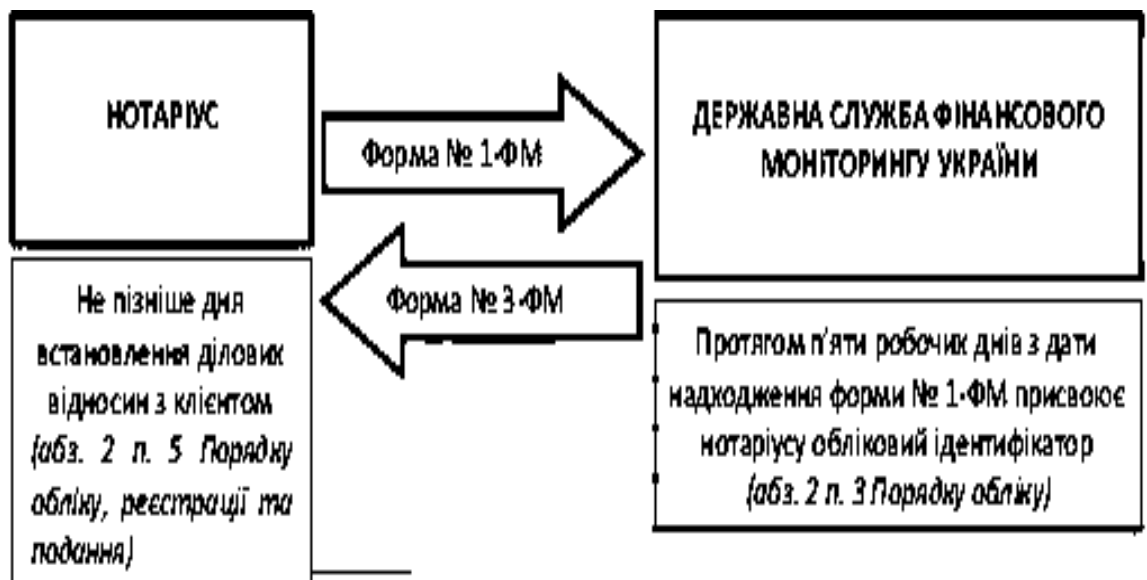 НОТАРІУС
Форма № 1-ФМ
ДЕРЖАВНА СЛУЖБА ФІНАНСОВОГО
МОНІТОРИНГУ УКРАЇНИ
Форма № 3-ФМ
Не пізніше дня
встановлення ділових
відносин з клієнтом
(абз. 2 п. 5 Порядку
обліку, реєстрації та
подання)
Протягом п'яти робочих днів з дати
надходження форми № 1-ФМ присвоює
нотаріусу обліковий ідентифікатор
(абз. 2 п. 3 Порядку обліку)